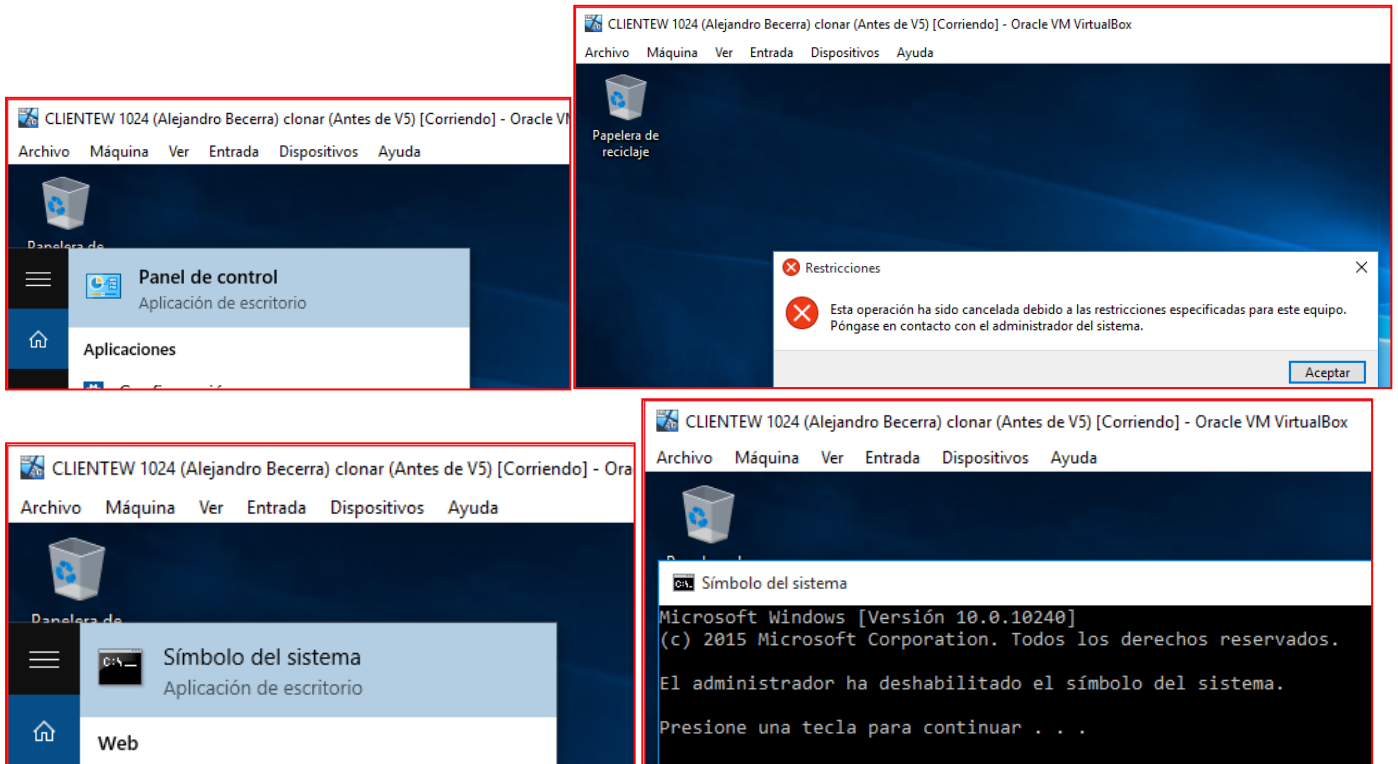 CLIENTEW 1024 (Alejandro Becerra) clonar (Antes de V5) [Corriendo] - Oracle VM
Archivo Máquina Ver Entrada Dispositivos Ayuda
Papelera de
Panel de control
Aplicación de escritorio
Aplicaciones
CLIENTEW 1024 (Alejandro Becerra) clonar (Antes de V5) [Corriendo] - Oracle VM VirtualBox
Archivo Máquina Ver Entrada Dispositivos Ayuda
Papelera de
reciclaje
Restricciones
Esta operación ha sido cancelada debido a las restricciones especificadas para este equipo.
Póngase en contacto con el administrador del sistema.
Aceptar
CLIENTEW 1024 (Alejandro Becerra) clonar (Antes de V5) [Corriendo] - Ora
Archivo Máquina Ver Entrada Dispositivos Ayuda
Papelera de
C:\_
Símbolo del sistema
Aplicación de escritorio
Web
CLIENTEW 1024 (Alejandro Becerra) clonar (Antes de V5) [Corriendo] - Oracle VM VirtualBox
Archivo Máquina Ver Entrada Dispositivos Ayuda
Símbolo del sistema
Microsoft Windows [Versión 10.0.10240]
(c) 2015 Microsoft Corporation. Todos los derechos reservados.
El administrador ha deshabilitado el símbolo del sistema.
Presione una tecla para continuar . . .